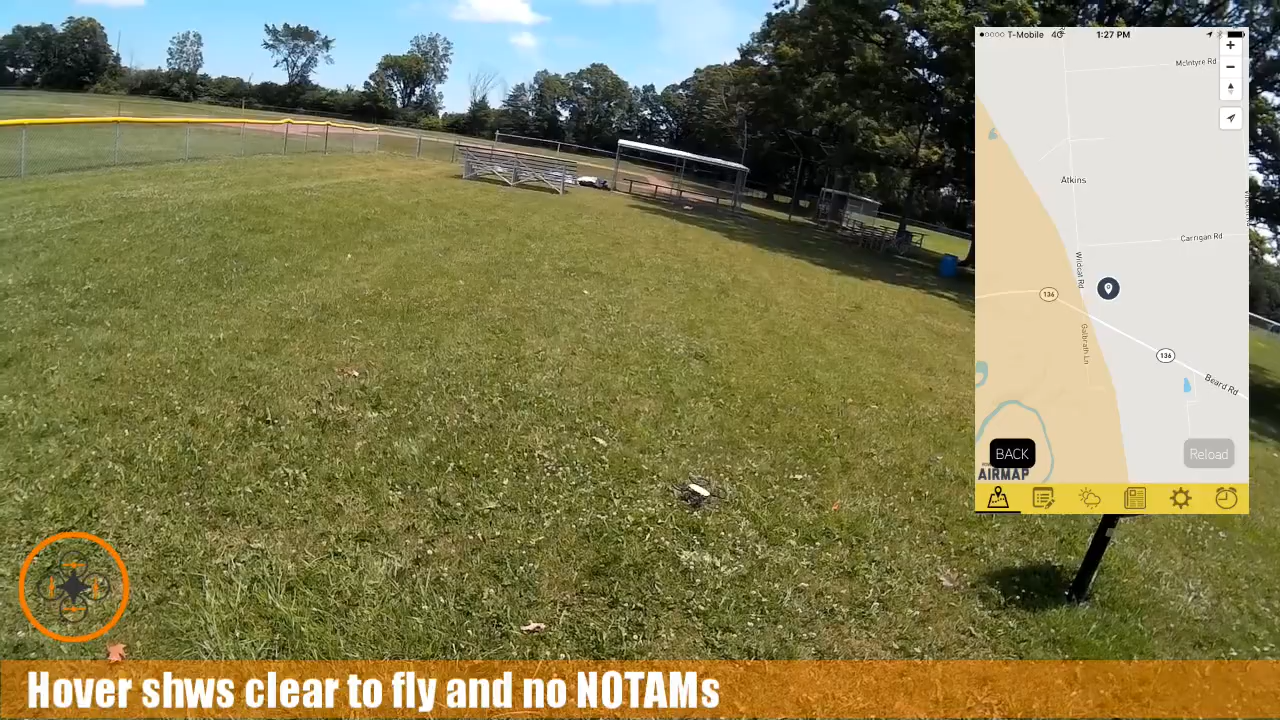 T-Mobile 4G 1:27 PM
McIntyre Rd
Atkins
Carrigan Rd
Wildcat Rd
136
Galbraith Ln
136
Beard Rd
BACK
Reload
AIRMAP
Hover shws clear to fly and no NOTAMs